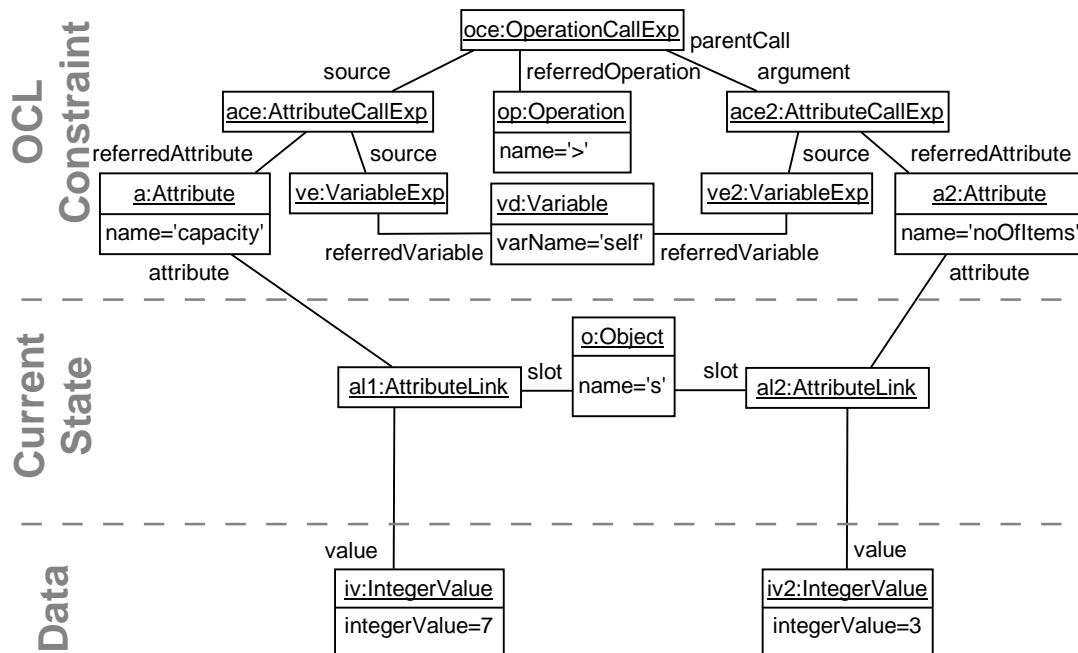 OCL
Constraint
oce:OperationCallExp
parentCall
source
referredOperation
argument
ace:AttributeCallExp
op:Operation
name='>'
ace2:AttributeCallExp
referredAttribute
source
source
referredAttribute
a:Attribute
name='capacity'
ve:VariableExp
vd:Variable
varName='self'
ve2:VariableExp
a2:Attribute
name='noOfItems'
referredVariable
referredVariable
attribute
attribute
Current
State
o:Object
name='s'
al1:AttributeLink
slot
slot
al2:AttributeLink
Data
value
value
iv:IntegerValue
integerValue=7
iv2:IntegerValue
integerValue=3